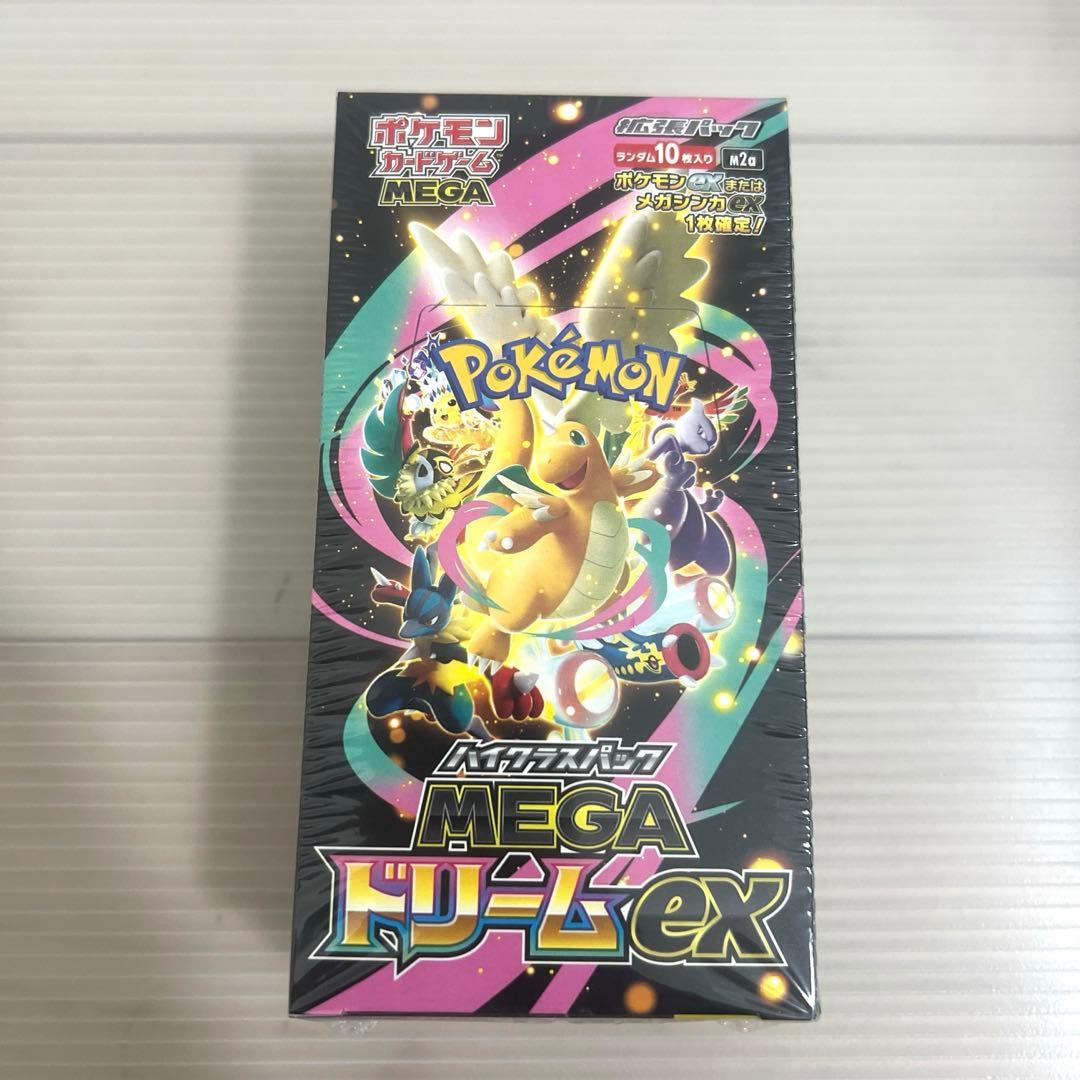 ポケモン
カードゲーム
MEGA
拡張パック
ランダム10枚入り M2a
ポケモンexまたは
メガシンカex
1枚確定!
POKéMON
TM
ハイクラスパック
MEGA
ドリームex